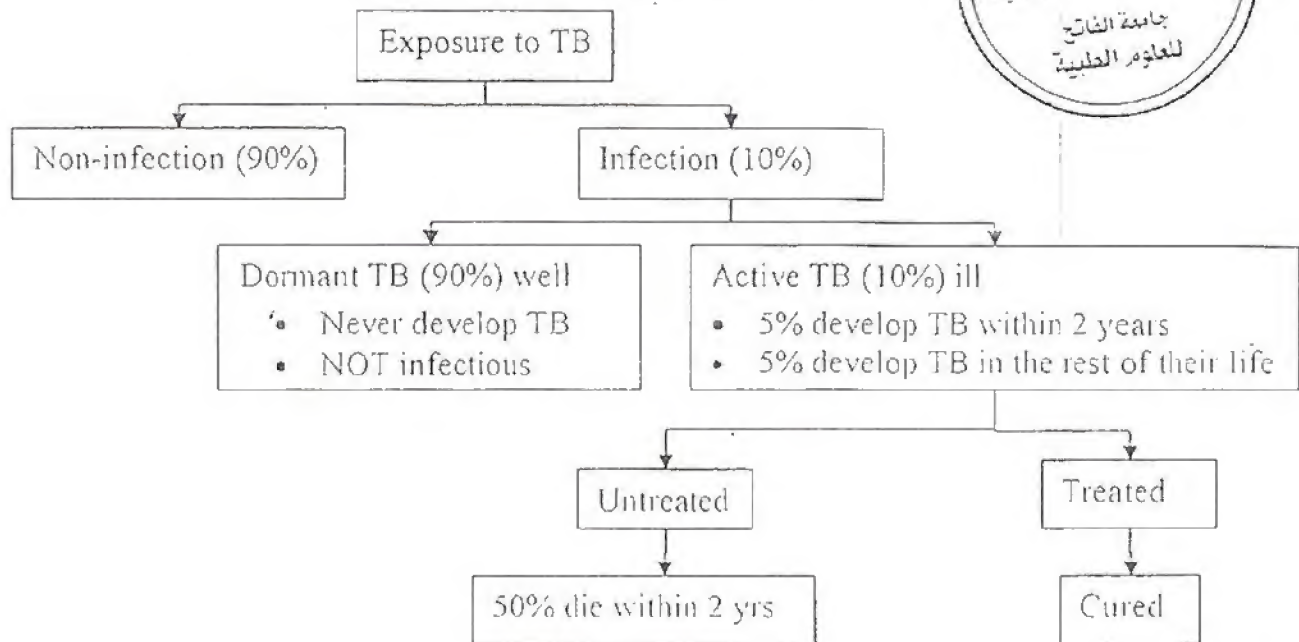 Exposure to TB
جامعة الفاتح
للعلوم الطبية
Non-infection (90%)
Infection (10%)
Dormant TB (90%) well
• Never develop TB
• NOT infectious
Active TB (10%) ill
• 5% develop TB within 2 years
• 5% develop TB in the rest of their life
Untreated
Treated
50% die within 2 yrs
Cured